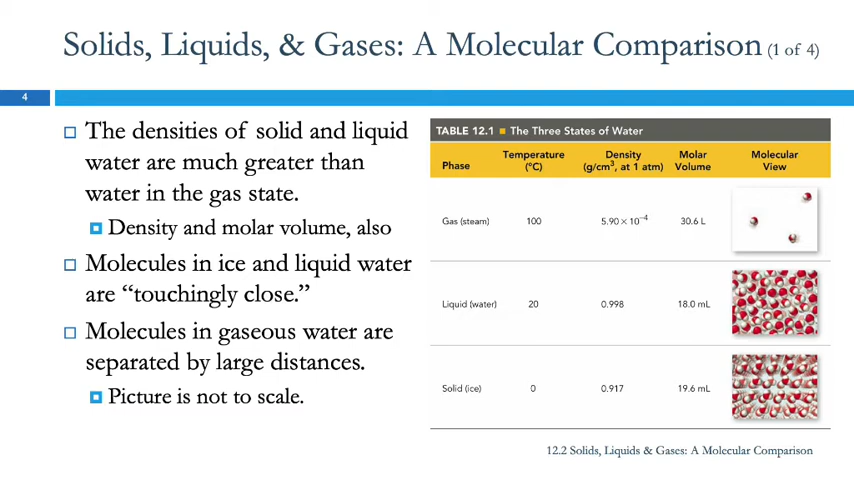 Solids, Liquids, & Gases: A Molecular Comparison (1 of 4)
4
□ The densities of solid and liquid
water are much greater than
water in the gas state.
Density and molar volume, also
□ Molecules in ice and liquid water
are “touchingly close.”
□ Molecules in gaseous water are
separated by large distances.
Picture is not to scale.
TABLE 12.1 ■ The Three States of Water
Phase Temperature (°C) Density (g/cm³, at 1 atm) Molar Volume Molecular View
Gas (steam) 100 5.90 × 10⁻⁴ 30.6 L
Liquid (water) 20 0.998 18.0 mL
Solid (ice) 0 0.917 19.6 mL
12.2 Solids, Liquids & Gases: A Molecular Comparison